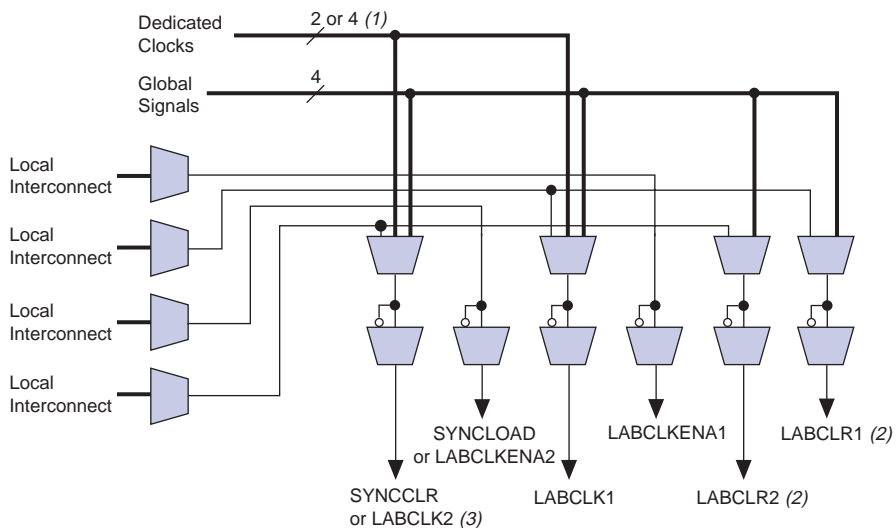 Dedicated
Clocks
2 or 4 (1)
Global
Signals
4
Local
Interconnect
Local
Interconnect
Local
Interconnect
Local
Interconnect
SYNCLOAD
or LABCLKENA2
LABCLKENA1
LABCLR1 (2)
SYNCCLR
or LABCLK2 (3)
LABCLK1
LABCLR2 (2)